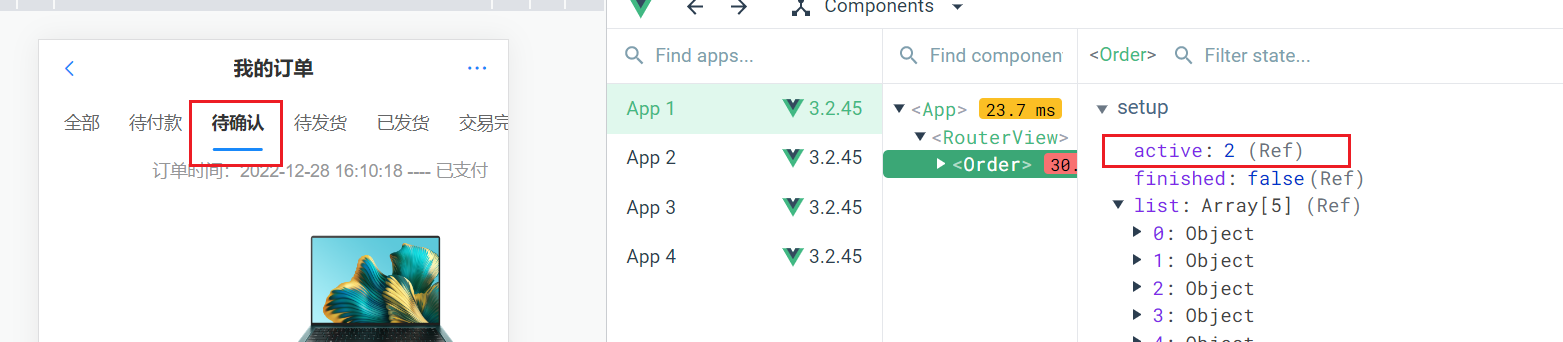 我的订单
全部 待付款 待确认 待发货 已发货 交易完
订单时间：2022-12-28 16:10:18 ---- 已支付
Components
Find apps...
App 1 3.2.45
App 2 3.2.45
App 3 3.2.45
App 4 3.2.45
Find componen
<App> 23.7 ms
<RouterView>
<Order> 30.
<Order> Filter state...
setup
active: 2 (Ref)
finished: false (Ref)
list: Array[5] (Ref)
0: Object
1: Object
2: Object
3: Object
4: Object